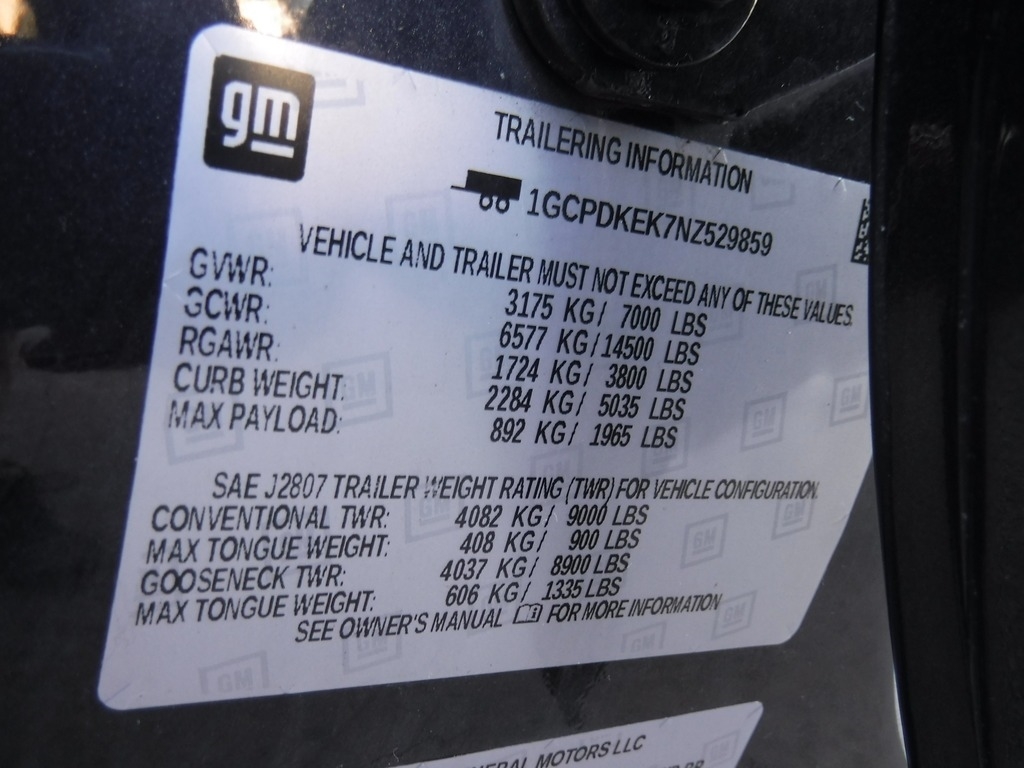 gm
TRAILERING INFORMATION
1GCPDKEK7NZ529859
VEHICLE AND TRAILER MUST NOT EXCEED ANY OF THESE VALUES.
GVWR: 3175 KG/ 7000 LBS
GCWR: 6577 KG/14500 LBS
RGAWR: 1724 KG/ 3800 LBS
CURB WEIGHT: 2284 KG/ 5035 LBS
MAX PAYLOAD: 892 KG/ 1965 LBS
SAE J2807 TRAILER WEIGHT RATING (TWR) FOR VEHICLE CONFIGURATION.
CONVENTIONAL TWR: 4082 KG/ 9000 LBS
MAX TONGUE WEIGHT: 408 KG/ 900 LBS
GOOSENECK TWR: 4037 KG/ 8900 LBS
MAX TONGUE WEIGHT: 606 KG/ 1335 LBS
SEE OWNER'S MANUAL FOR MORE INFORMATION
MOTORS LLC